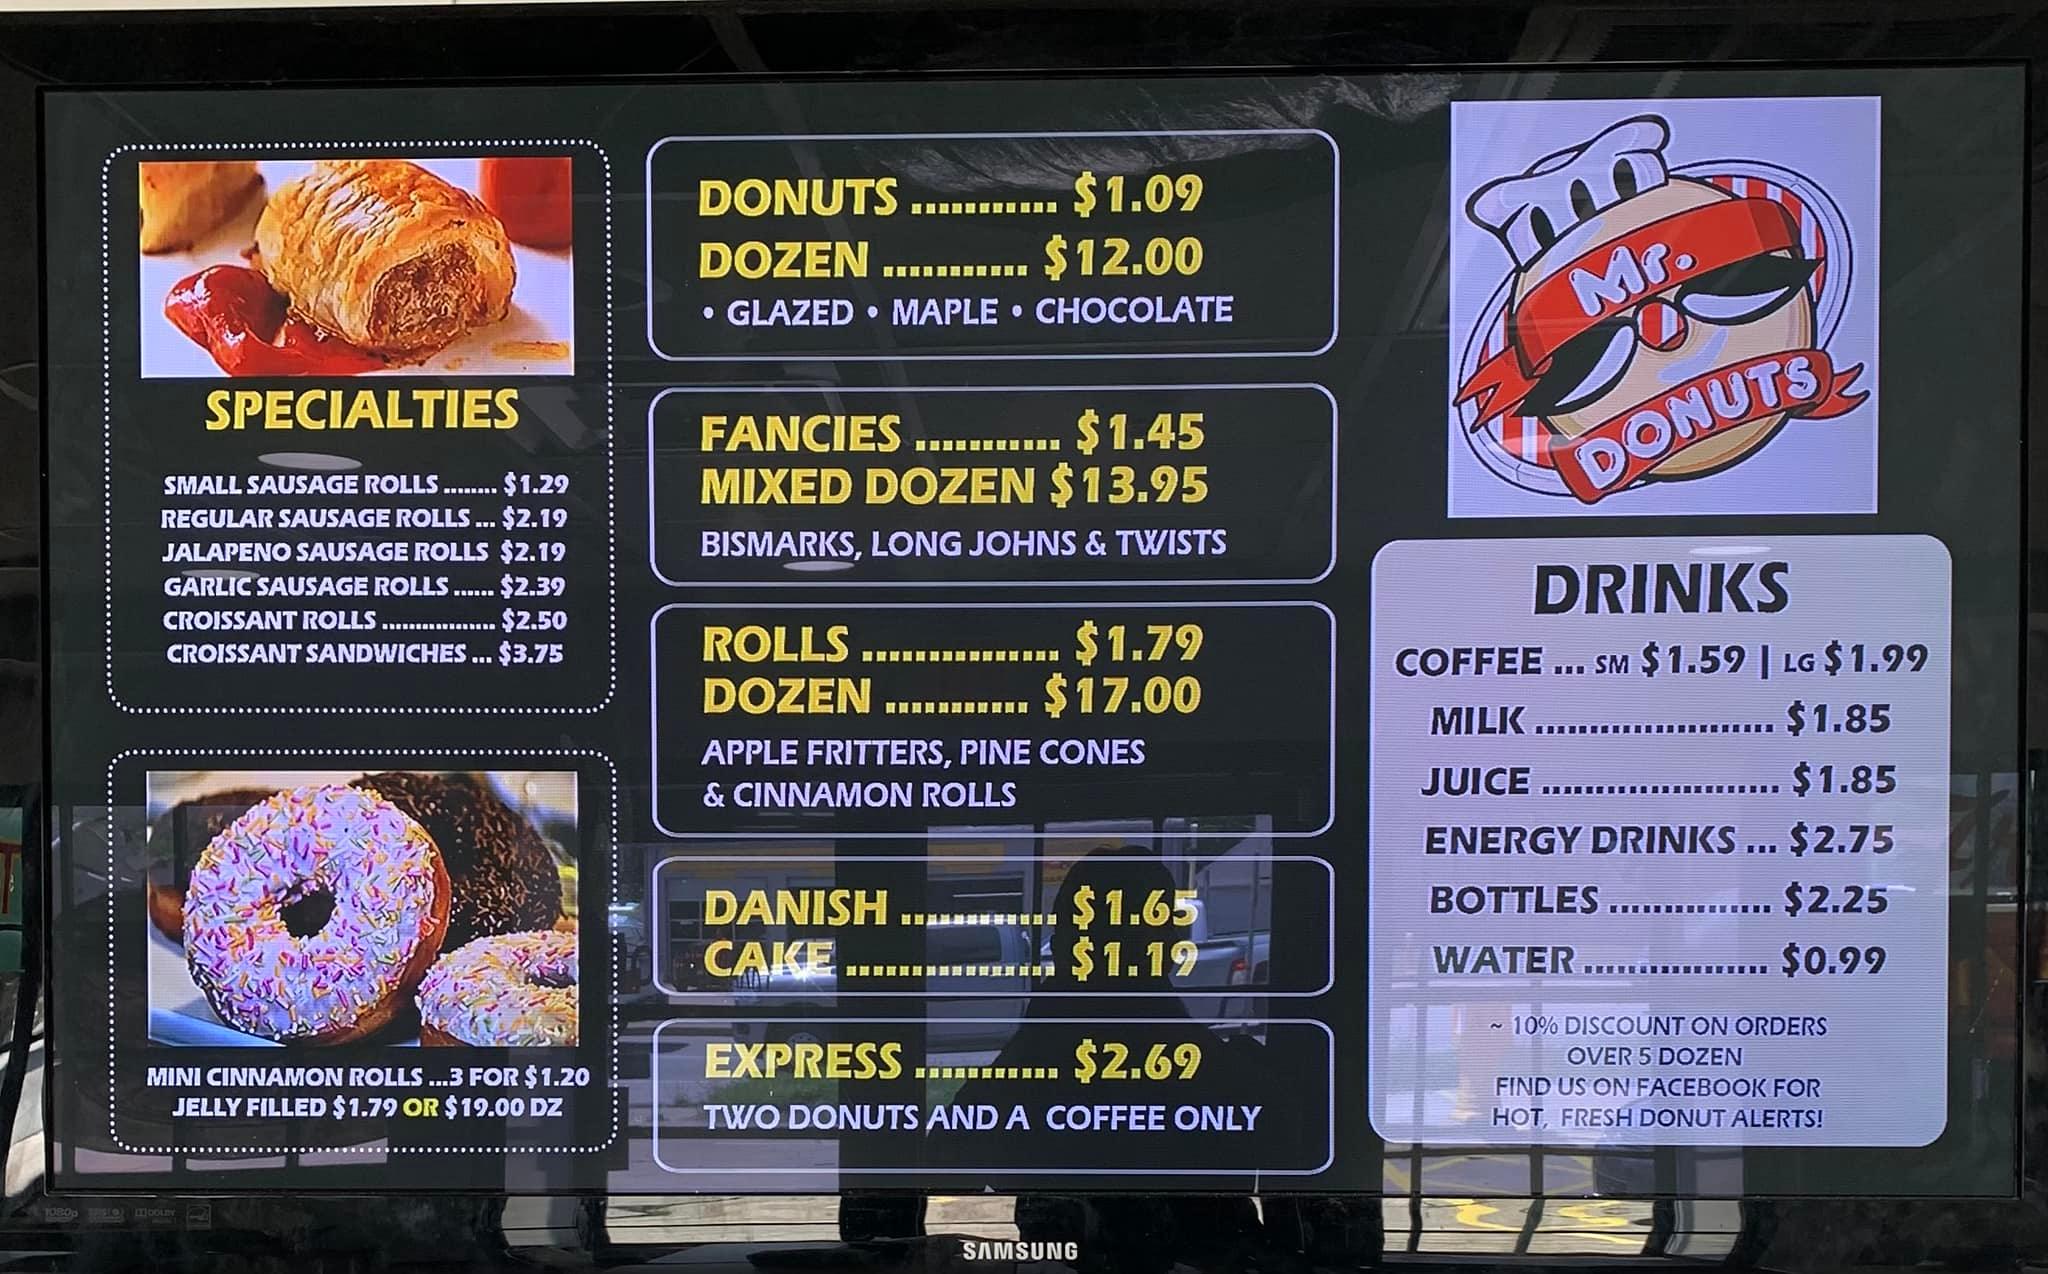 SPECIALTIES
SMALL SAUSAGE ROLLS ........ $1.29
REGULAR SAUSAGE ROLLS ... $2.19
JALAPENO SAUSAGE ROLLS $2.19
GARLIC SAUSAGE ROLLS ...... $2.39
CROISSANT ROLLS ................. $2.50
CROISSANT SANDWICHES ... $3.75
MINI CINNAMON ROLLS ...3 FOR $1.20
JELLY FILLED $1.79 OR $19.00 DZ
DONUTS ............ $1.09
DOZEN ............ $12.00
• GLAZED • MAPLE • CHOCOLATE
FANCIES ............ $1.45
MIXED DOZEN $13.95
BISMARKS, LONG JOHNS & TWISTS
ROLLS ................ $1.79
DOZEN ............ $17.00
APPLE FRITTERS, PINE CONES
& CINNAMON ROLLS
DANISH ............. $1.65
CAKE ................. $1.19
EXPRESS ............ $2.69
TWO DONUTS AND A COFFEE ONLY
Mr.
DONUTS
DRINKS
COFFEE ... SM $1.59 | LG $1.99
MILK ....................... $1.85
JUICE ....................... $1.85
ENERGY DRINKS ... $2.75
BOTTLES ................ $2.25
WATER .................. $0.99
~ 10% DISCOUNT ON ORDERS
OVER 5 DOZEN
FIND US ON FACEBOOK FOR
HOT, FRESH DONUT ALERTS!
1080p
DOLBY
SAMSUNG